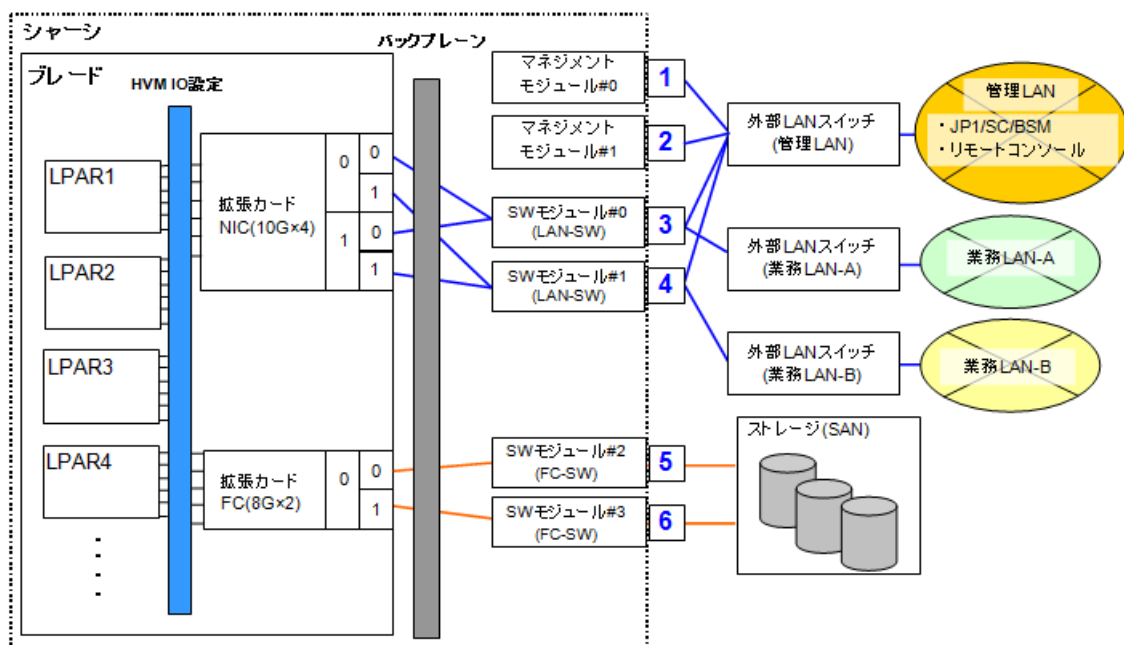 シャーシ
ブレード
HVM IO設定
バックプレーン
マネジメント
モジュール#0
1
マネジメント
モジュール#1
2
外部LANスイッチ
(管理LAN)
管理LAN
・JP1/SC/BSM
・リモートコンソール
LPAR1
拡張カード
NIC(10G×4)
0
0
1
1
0
1
SWモジュール#0
(LAN-SW)
3
外部LANスイッチ
(業務LAN-A)
業務LAN-A
LPAR2
SWモジュール#1
(LAN-SW)
4
LPAR3
外部LANスイッチ
(業務LAN-B)
業務LAN-B
LPAR4
拡張カード
FC(8G×2)
0
0
1
SWモジュール#2
(FC-SW)
5
SWモジュール#3
(FC-SW)
6
ストレージ(SAN)